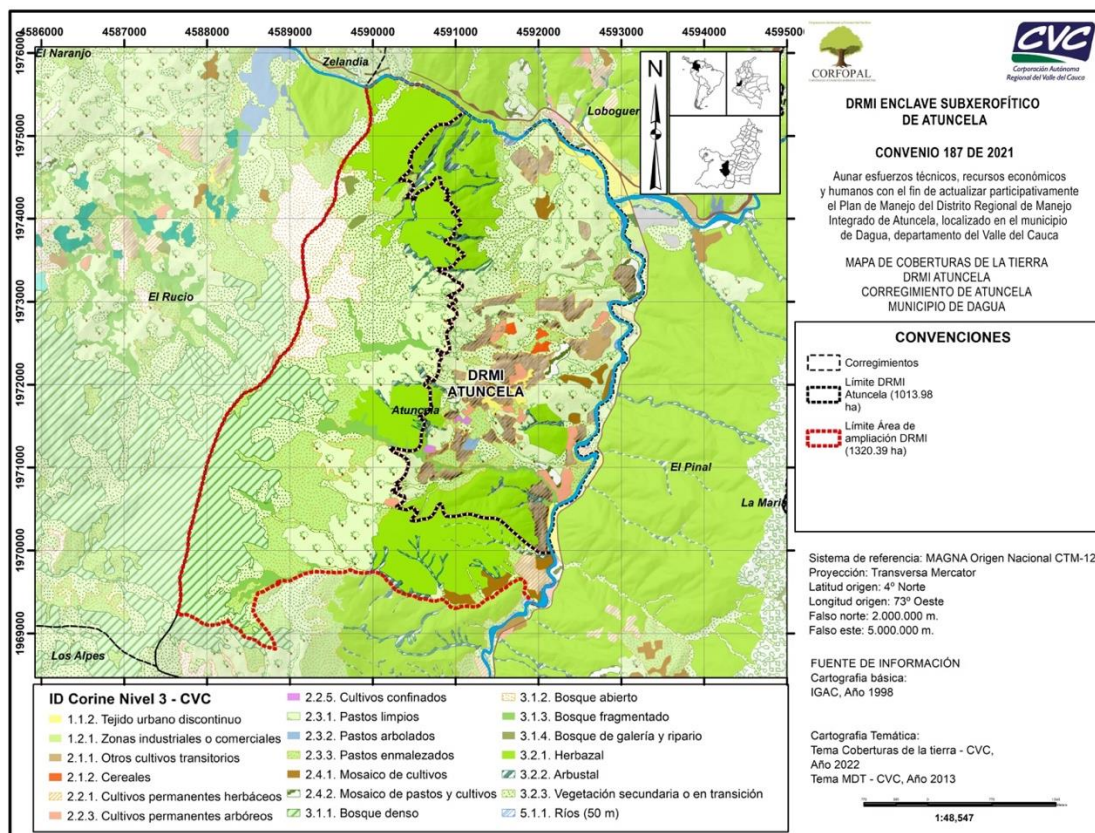 4586000 4587000 4588000 4589000 4590000 4591000 4592000 4593000 4594000 4595000
1976000
1975000
1974000
1973000
1972000
1971000
1970000
1969000
El Naranjo
Zelandia
Loboguer
El Rucio
DRMI
ATUNCELA
Atuncela
El Pinal
La Mari
Los Alpes
N
CORFOPAL
CVC
Corporación Autónoma
Regional del Valle del Cauca
DRMI ENCLAVE SUBXEROFÍTICO
DE ATUNCELA
CONVENIO 187 DE 2021
Aunar esfuerzos técnicos, recursos económicos
y humanos con el fin de actualizar participativamente
el Plan de Manejo del Distrito Regional de Manejo
Integrado de Atuncela, localizado en el municipio
de Dagua, departamento del Valle del Cauca
MAPA DE COBERTURAS DE LA TIERRA
DRMI ATUNCELA
CORREGIMIENTO DE ATUNCELA
MUNICIPIO DE DAGUA
CONVENCIONES
Corregimientos
Límite DRMI
Atuncela (1013.98
ha)
Límite Área de
ampliación DRMI
(1320.39 ha)
Sistema de referencia: MAGNA Origen Nacional CTM-12
Proyección: Transversa Mercator
Latitud origen: 4º Norte
Longitud origen: 73º Oeste
Falso norte: 2.000.000 m.
Falso este: 5.000.000 m.
FUENTE DE INFORMACIÓN
Cartografía básica:
IGAC, Año 1998
Cartografía Temática:
Tema Coberturas de la tierra - CVC,
Año 2022
Tema MDT - CVC, Año 2013
1:48,547
ID Corine Nivel 3 - CVC
1.1.2. Tejido urbano discontinuo
1.2.1. Zonas industriales o comerciales
2.1.1. Otros cultivos transitorios
2.1.2. Cereales
2.2.1. Cultivos permanentes herbáceos
2.2.3. Cultivos permanentes arbóreos
2.2.5. Cultivos confinados
2.3.1. Pastos limpios
2.3.2. Pastos arbolados
2.3.3. Pastos enmalezados
2.4.1. Mosaico de cultivos
2.4.2. Mosaico de pastos y cultivos
3.1.1. Bosque denso
3.1.2. Bosque abierto
3.1.3. Bosque fragmentado
3.1.4. Bosque de galería y ripario
3.2.1. Herbazal
3.2.2. Arbustal
3.2.3. Vegetación secundaria o en transición
5.1.1. Ríos (50 m)